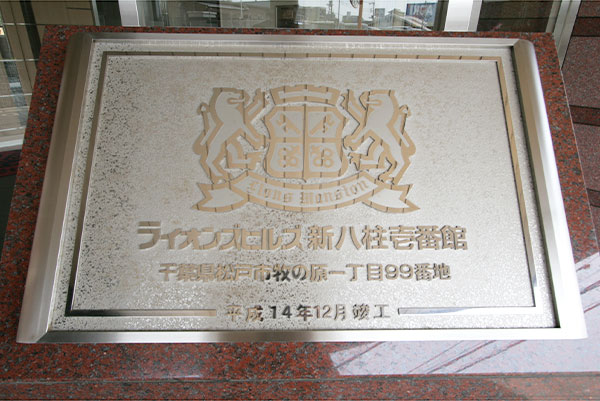 Lions Mansion
ライオンズヒルズ新八柱壱番館
千葉県松戸市牧の原一丁目99番地
平成14年12月竣工